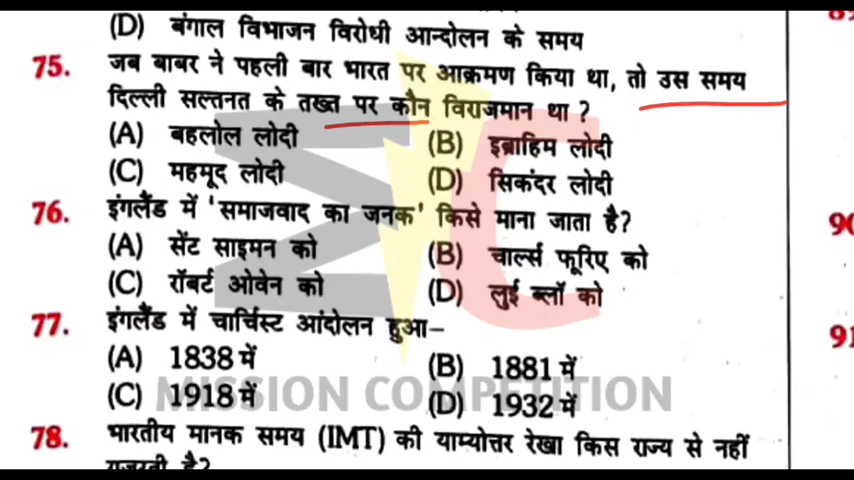 (D) बंगाल विभाजन विरोधी आन्दोलन के समय
75. जब बाबर ने पहली बार भारत पर आक्रमण किया था, तो उस समय
दिल्ली सल्तनत के तख्त पर कौन विराजमान था ?
(A) बहलोल लोदी (B) इब्राहिम लोदी
(C) महमूद लोदी (D) सिकंदर लोदी
76. इंगलैंड में 'समाजवाद का जनक' किसे माना जाता है?
(A) सेंट साइमन को (B) चार्ल्स फूरिए को
(C) रॉबर्ट ओवेन को (D) लुई ब्लॉ को
77. इंगलैंड में चार्चिस्ट आंदोलन हुआ–
(A) 1838 में (B) 1881 में
(C) 1918 में (D) 1932 में
MISSION COMPETITION
78. भारतीय मानक समय (IMT) की याम्योत्तर रेखा किस राज्य से नहीं
90
91